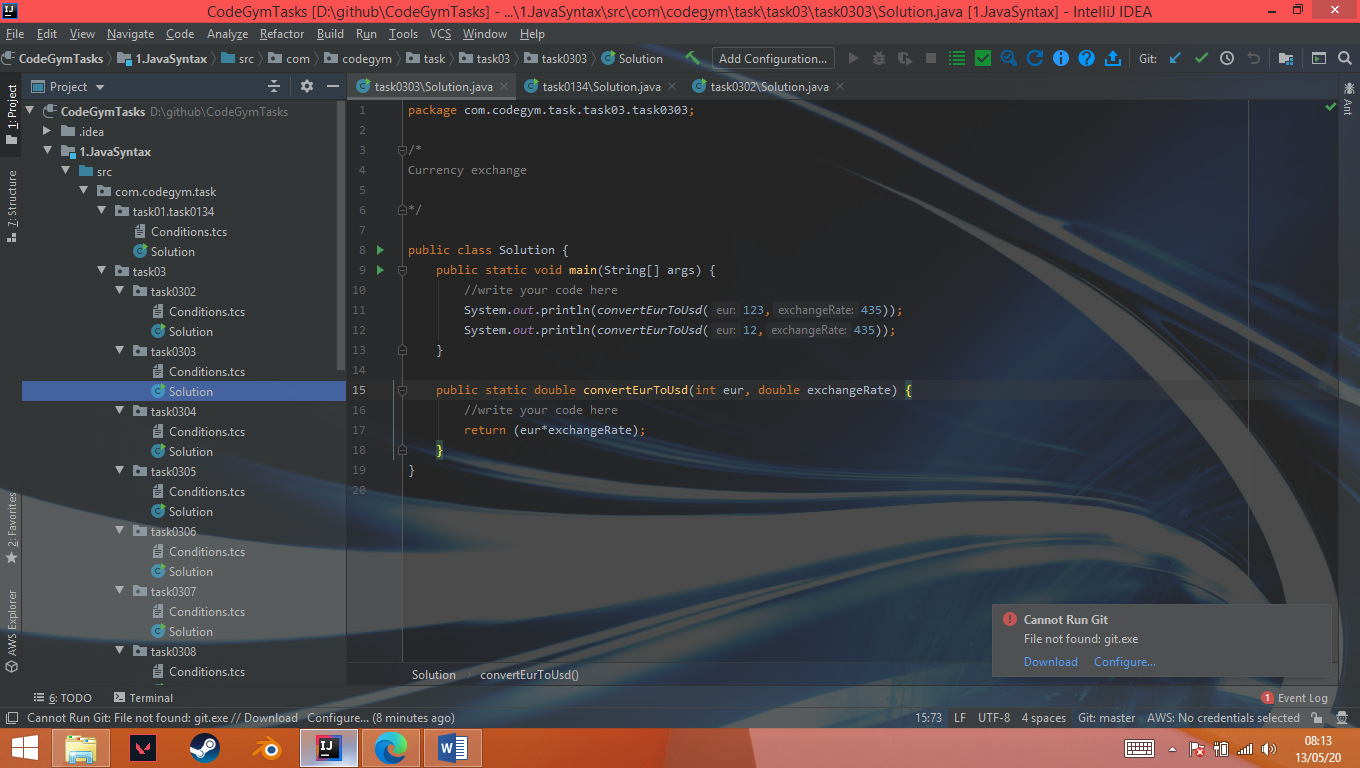 CodeGymTasks [D:\github\CodeGymTasks] - ...\1.JavaSyntax\src\com\codegym\task\task03\task0303\Solution.java [1.JavaSyntax] - IntelliJ IDEA
File Edit View Navigate Code Analyze Refactor Build Run Tools VCS Window Help
CodeGymTasks 1.JavaSyntax src com codegym task task03 task0303 Solution Add Configuration... Git:
Project
task0303\Solution.java task0134\Solution.java task0302\Solution.java
1: Project
7: Structure
2: Favorites
AWS Explorer
Ant
CodeGymTasks D:\github\CodeGymTasks
.idea
1.JavaSyntax
src
com.codegym.task
task01.task0134
Conditions.tcs
Solution
task03
task0302
Conditions.tcs
Solution
task0303
Conditions.tcs
Solution
task0304
Conditions.tcs
Solution
task0305
Conditions.tcs
Solution
task0306
Conditions.tcs
Solution
task0307
Conditions.tcs
Solution
task0308
Conditions.tcs
1 package com.codegym.task.task03.task0303;
2
3 /*
4 Currency exchange
5
6 */
7
8 public class Solution {
9 public static void main(String[] args) {
10 //write your code here
11 System.out.println(convertEurToUsd( eur: 123, exchangeRate: 435));
12 System.out.println(convertEurToUsd( eur: 12, exchangeRate: 435));
13 }
14
15 public static double convertEurToUsd(int eur, double exchangeRate) {
16 //write your code here
17 return (eur*exchangeRate);
18 }
19 }
20
Cannot Run Git
File not found: git.exe
Download Configure...
Solution convertEurToUsd()
6: TODO Terminal 1 Event Log
Cannot Run Git: File not found: git.exe // Download Configure... (8 minutes ago) 15:73 LF UTF-8 4 spaces Git: master AWS: No credentials selected
08:13
13/05/20